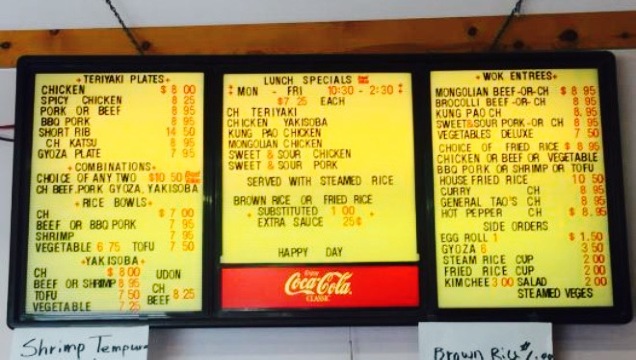 TERIYAKI PLATES
CHICKEN $8 00
SPICY CHICKEN 8 25
PORK OR BEEF 8 95
BBQ PORK 7 95
SHORT RIB 14 50
CH KATSU 8 95
GYOZA PLATE 7 95
COMBINATIONS
CHOICE OF ANY TWO $10 50
CH BEEF.PORK GYOZA,YAKISOBA
RICE BOWLS
CH $7 00
BEEF OR BBQ PORK 7 95
SHRIMP 7 95
VEGETABLE 6 75 TOFU 7 50
YAKISOBA
CH $8 00 UDON
BEEF OR SHRIMP 8 95 CH
TOFU 7 50 BEEF 8 25
VEGETABLE 7 25
LUNCH SPECIALS
MON - FRI 10:30 - 2:30
$7 25 EACH
CH TERIYAKI
CHICKEN YAKISOBA
KUNG PAO CHICKEN
MONGOLIAN CHICKEN
SWEET & SOUR CHICKEN
SWEET & SOUR PORK
SERVED WITH STEAMED RICE
BROWN RICE OR FRIED RICE
SUBSTITUTED 1 00
EXTRA SAUCE 25¢
HAPPY DAY
Enjoy
Coca-Cola
CLASSIC
WOK ENTREES
MONGOLIAN BEEF-OR-CH $8 95
BROCOLLI BEEF-OR-CH 8 95
KUNG PAO CH 8.95
SWEET&SOUR PORK-OR CH 8 95
VEGETABLES DELUXE 7 50
CHOICE OF FRIED RICE $8 95
CHICKEN OR BEEF OR VEGETABLE
BBQ PORK OR SHRIMP OR TOFU
HOUSE FRIED RICE 10 50
CURRY CH 8 95
GENERAL TAO'S CH 8 95
HOT PEPPER CH $8.95
SIDE ORDERS
EGG ROLL 1 $1.50
GYOZA 6 3 50
STEAM RICE CUP 2 00
FRIED RICE CUP 2 00
KIMCHEE 3 00 SALAD 2 00
STEAMED VEGES
Shrimp Tempura
Brown Rice